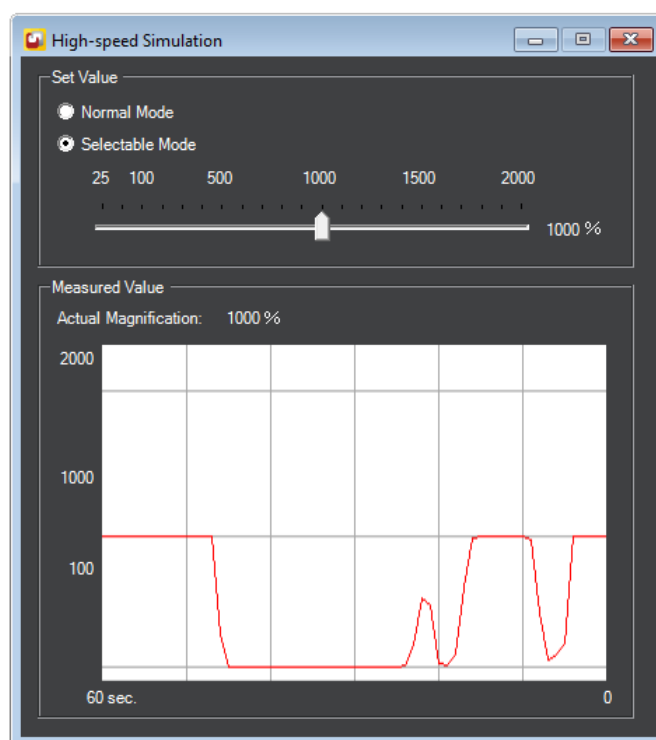 High-speed Simulation
Set Value
Normal Mode
Selectable Mode
25 100 500 1000 1500 2000
1000 %
Measured Value
Actual Magnification: 1000 %
2000
1000
100
60 sec. 0